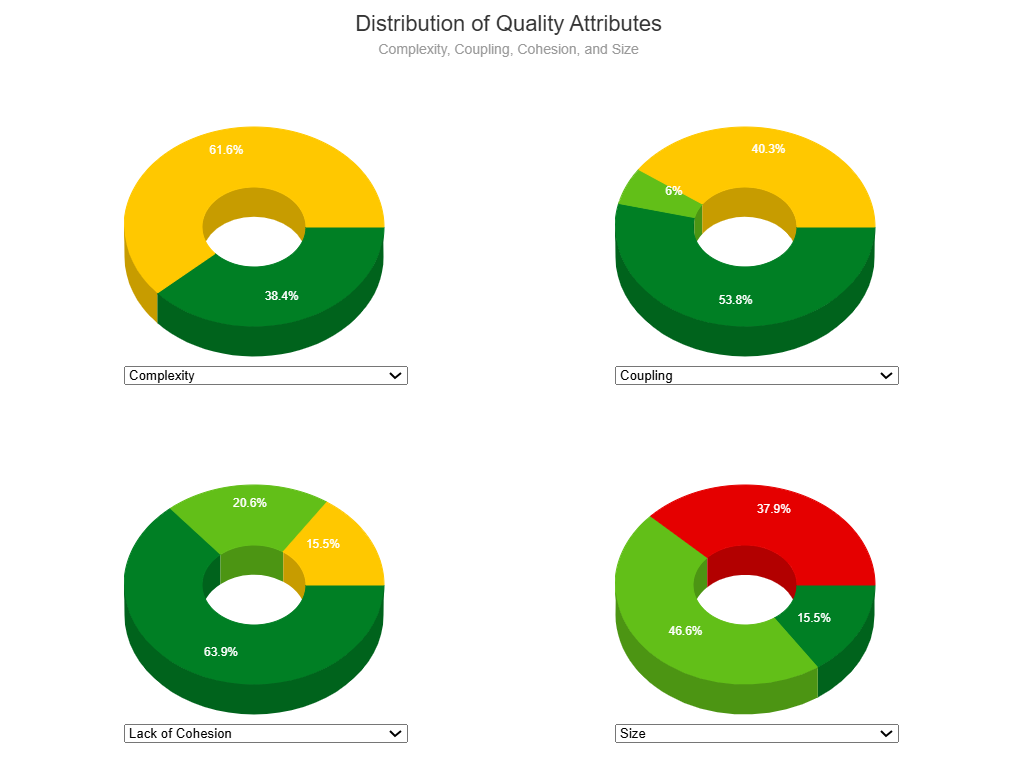 Distribution of Quality Attributes
Complexity, Coupling, Cohesion, and Size
61.6%
38.4%
Complexity
40.3%
6%
53.8%
Coupling
20.6%
15.5%
63.9%
Lack of Cohesion
37.9%
15.5%
46.6%
Size